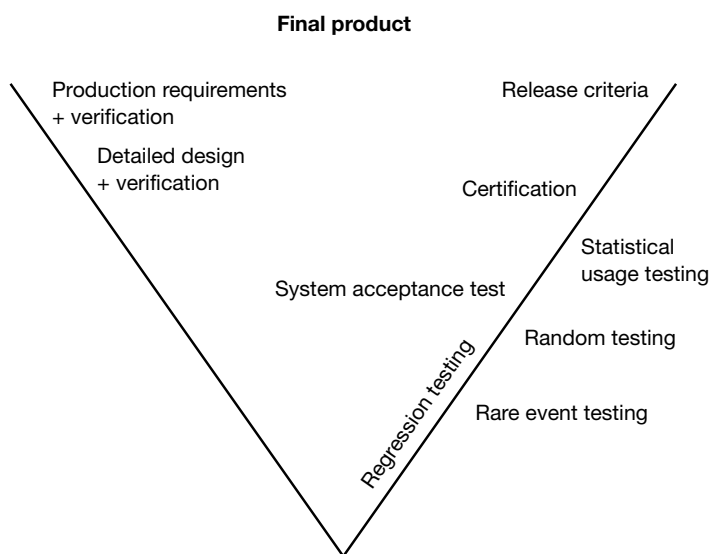 Final product
Production requirements
+ verification
Release criteria
Detailed design
+ verification
Certification
Statistical
usage testing
System acceptance test
Random testing
Regression testing
Rare event testing